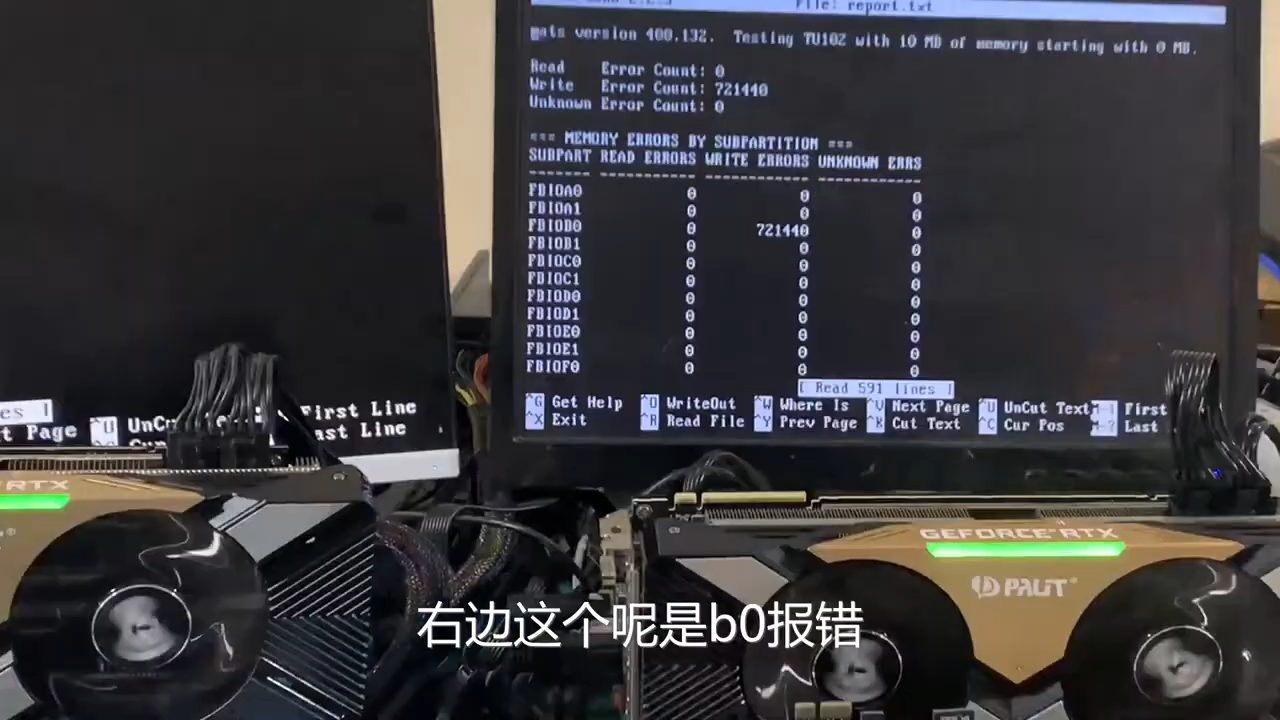 File: report.txt
mats version 400.132. Testing TU102 with 10 MB of memory starting with 0 MB.
Read Error Count: 0
Write Error Count: 721440
Unknown Error Count: 0
=== MEMORY ERRORS BY SUBPARTITION ===
SUBPART READ ERRORS WRITE ERRORS UNKNOWN ERRS
------- ----------- ------------ ------------
FBIOA0 0 0 0
FBIOA1 0 0 0
FBIOB0 0 721440 0
FBIOB1 0 0 0
FBIOC0 0 0 0
FBIOC1 0 0 0
FBIOD0 0 0 0
FBIOD1 0 0 0
FBIOE0 0 0 0
FBIOE1 0 0 0
FBIOF0 0 0 0
[ Read 591 lines ]
^G Get Help ^O WriteOut ^W Where Is ^V Next Page ^U UnCut Text First
^X Exit ^R Read File ^Y Prev Page ^K Cut Text ^C Cur Pos Last
es ]
t Page ^U UnCu First Line
Cur ast Line
RTX
GEFORCE RTX
PALIT
右边这个呢是b0报错